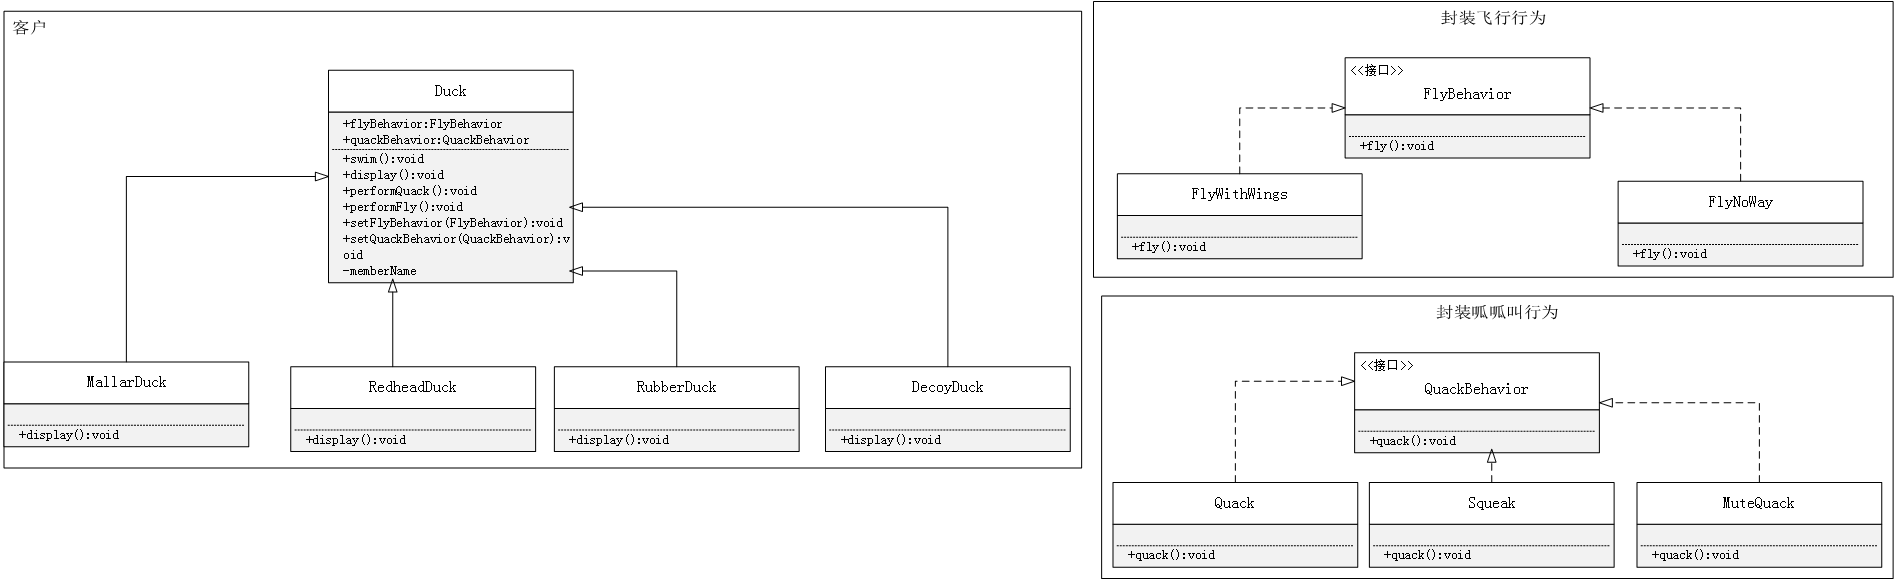 客户
Duck
+flyBehavior:FlyBehavior
+quackBehavior:QuackBehavior
+swim():void
+display():void
+performQuack():void
+performFly():void
+setFlyBehavior(FlyBehavior):void
+setQuackBehavior(QuackBehavior):v
oid
-memberName
MallarDuck
+display():void
RedheadDuck
+display():void
RubberDuck
+display():void
DecoyDuck
+display():void
封装飞行行为
<<接口>>
FlyBehavior
+fly():void
FlyWithWings
+fly():void
FlyNoWay
+fly():void
封装呱呱叫行为
<<接口>>
QuackBehavior
+quack():void
Quack
+quack():void
Squeak
+quack():void
MuteQuack
+quack():void